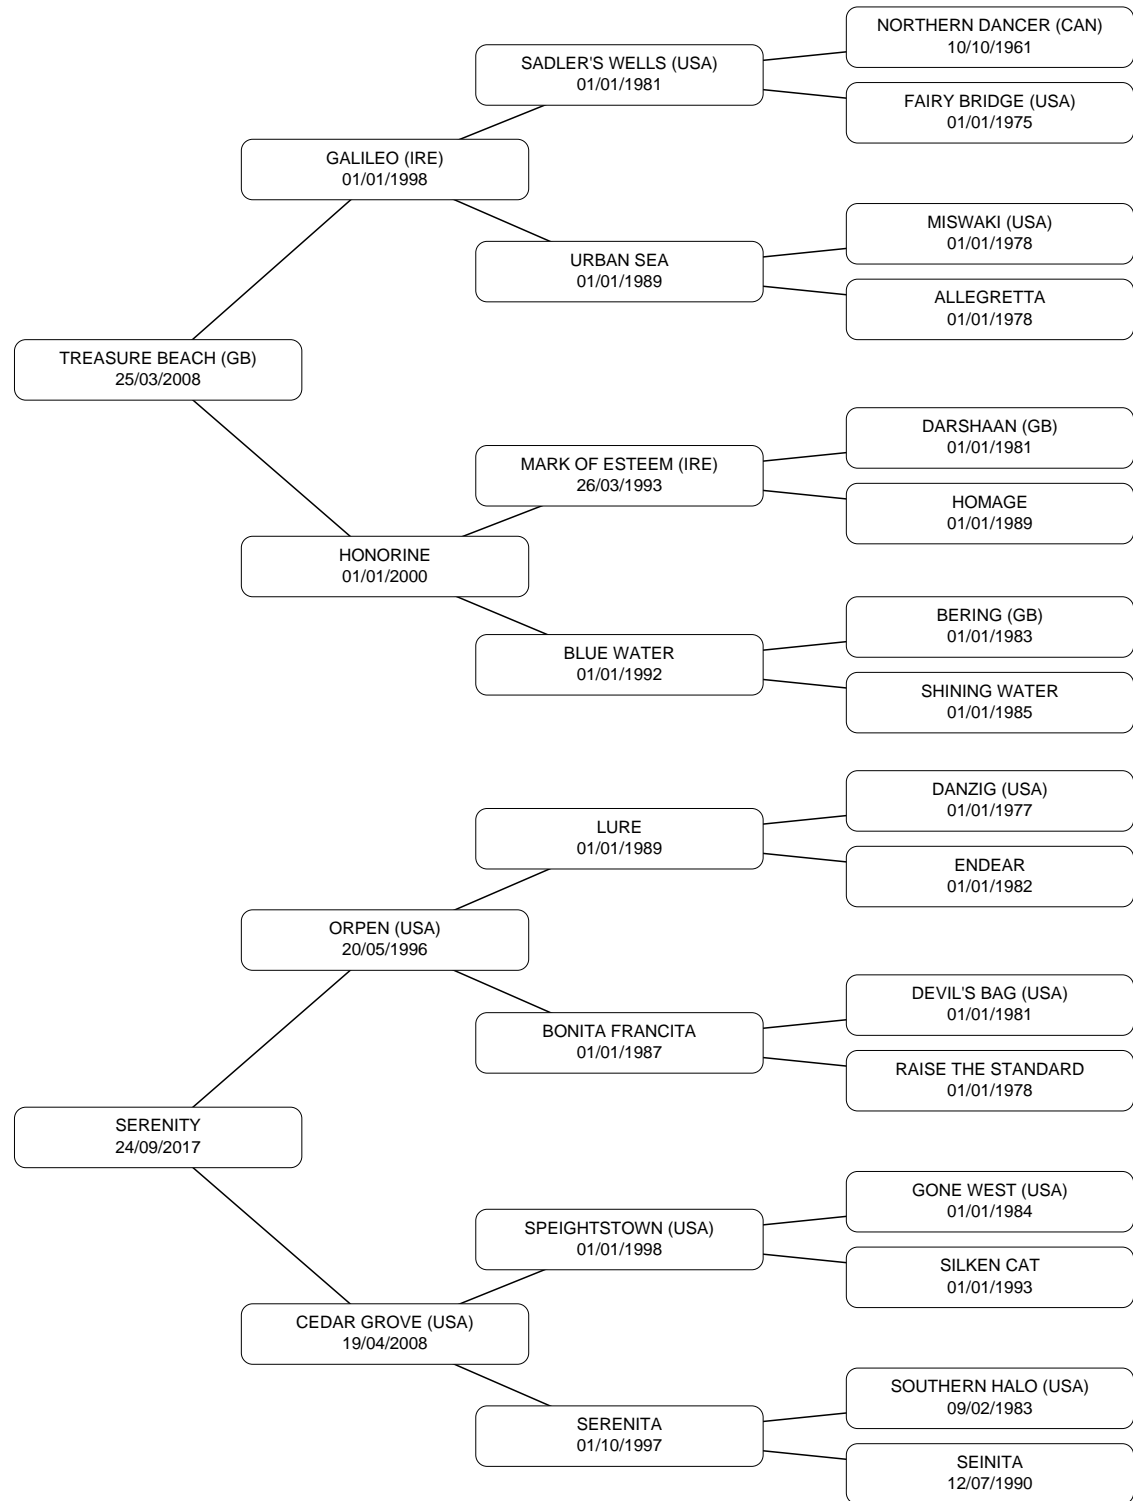 NORTHERN DANCER (CAN)
10/10/1961
SADLER'S WELLS (USA)
01/01/1981
FAIRY BRIDGE (USA)
01/01/1975
GALILEO (IRE)
01/01/1998
MISWAKI (USA)
01/01/1978
URBAN SEA
01/01/1989
ALLEGRETTA
01/01/1978
TREASURE BEACH (GB)
25/03/2008
DARSHAAN (GB)
01/01/1981
MARK OF ESTEEM (IRE)
26/03/1993
HOMAGE
01/01/1989
HONORINE
01/01/2000
BERING (GB)
01/01/1983
BLUE WATER
01/01/1992
SHINING WATER
01/01/1985
DANZIG (USA)
01/01/1977
LURE
01/01/1989
ENDEAR
01/01/1982
ORPEN (USA)
20/05/1996
DEVIL'S BAG (USA)
01/01/1981
BONITA FRANCITA
01/01/1987
RAISE THE STANDARD
01/01/1978
SERENITY
24/09/2017
GONE WEST (USA)
01/01/1984
SPEIGHTSTOWN (USA)
01/01/1998
SILKEN CAT
01/01/1993
CEDAR GROVE (USA)
19/04/2008
SOUTHERN HALO (USA)
09/02/1983
SERENITA
01/10/1997
SEINITA
12/07/1990